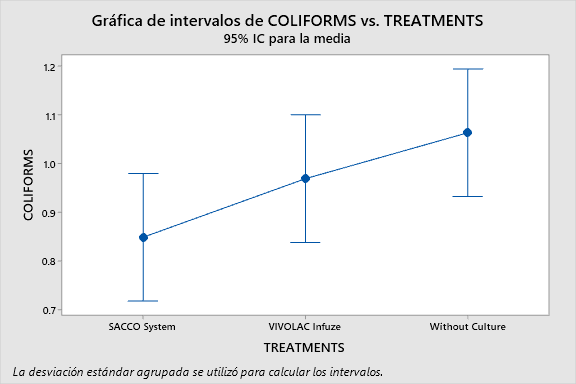 Gráfica de intervalos de COLIFORMS vs. TREATMENTS
95% IC para la media
1.2
1.1
1.0
0.9
0.8
0.7
COLIFORMS
SACCO System
VIVOLAC Infuze
Without Culture
TREATMENTS
La desviación estándar agrupada se utilizó para calcular los intervalos.